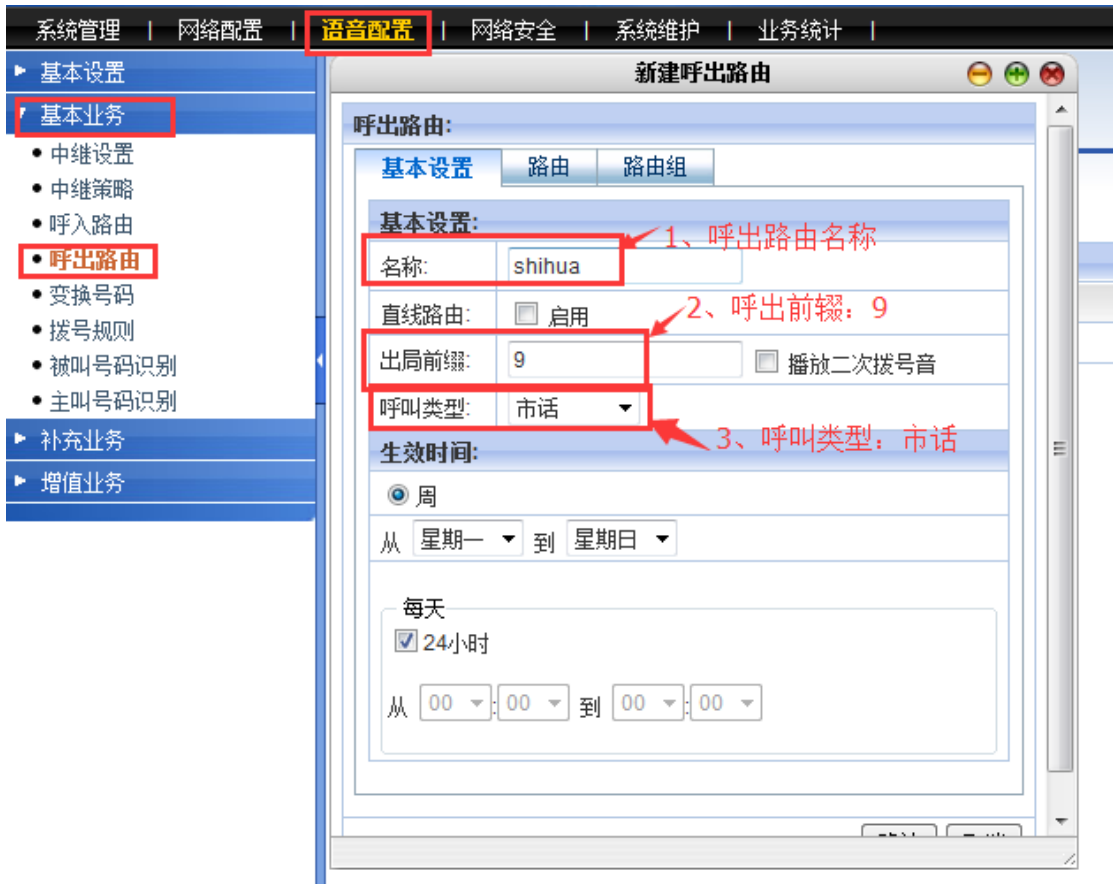 系统管理 | 网络配置 | 语音配置 | 网络安全 | 系统维护 | 业务统计 |
基本设置
基本业务
中继设置
中继策略
呼入路由
呼出路由
变换号码
拨号规则
被叫号码识别
主叫号码识别
补充业务
增值业务
新建呼出路由
呼出路由:
基本设置 路由 路由组
基本设置:
1、呼出路由名称
名称: shihua
直线路由: 启用
2、呼出前辍：9
出局前缀: 9 播放二次拨号音
呼叫类型: 市话
3、呼叫类型：市话
生效时间:
周
从 星期一 到 星期日
每天
24小时
从 00 : 00 到 00 : 00